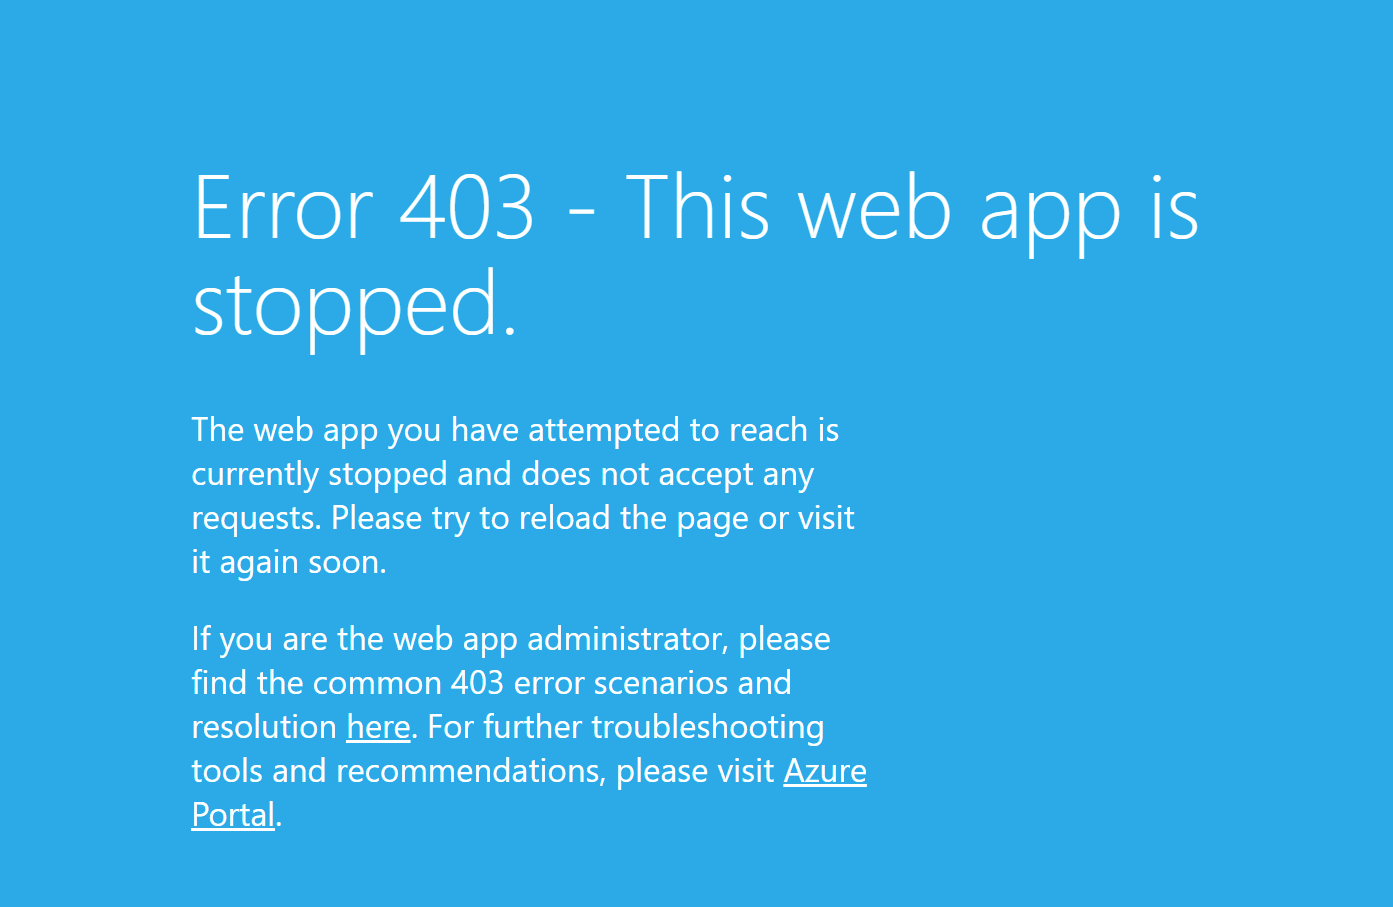 Error 403 - This web app is
stopped.
The web app you have attempted to reach is
currently stopped and does not accept any
requests. Please try to reload the page or visit
it again soon.
If you are the web app administrator, please
find the common 403 error scenarios and
resolution here. For further troubleshooting
tools and recommendations, please visit Azure
Portal.